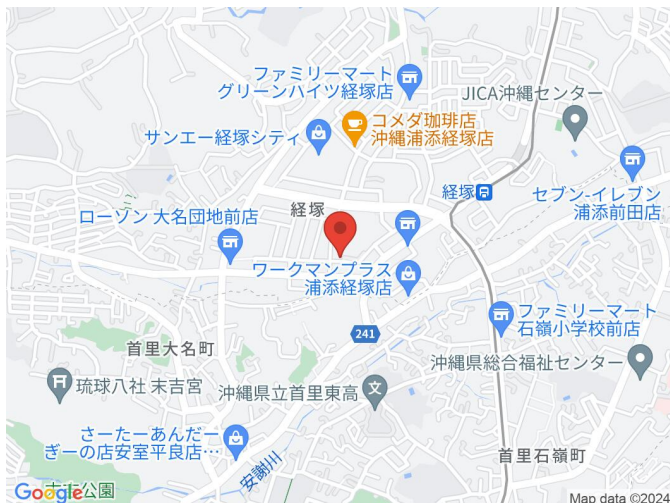 ファミリーマート
グリーンハイツ経塚店
JICA沖縄センター
コメダ珈琲店
沖縄浦添経塚店
サンエー経塚シティ
経塚
セブン-イレブン
浦添前田店
経塚
ローソン 大名団地前店
ワークマンプラス
浦添経塚店
ファミリーマート
石嶺小学校前店
241
首里大名町
沖縄県総合福祉センター
琉球八社 末吉宮
沖縄県立首里東高
さーたーあんだー
ぎーの店安室平良店…
安謝川
首里石嶺町
公園
Google
Map data ©2024